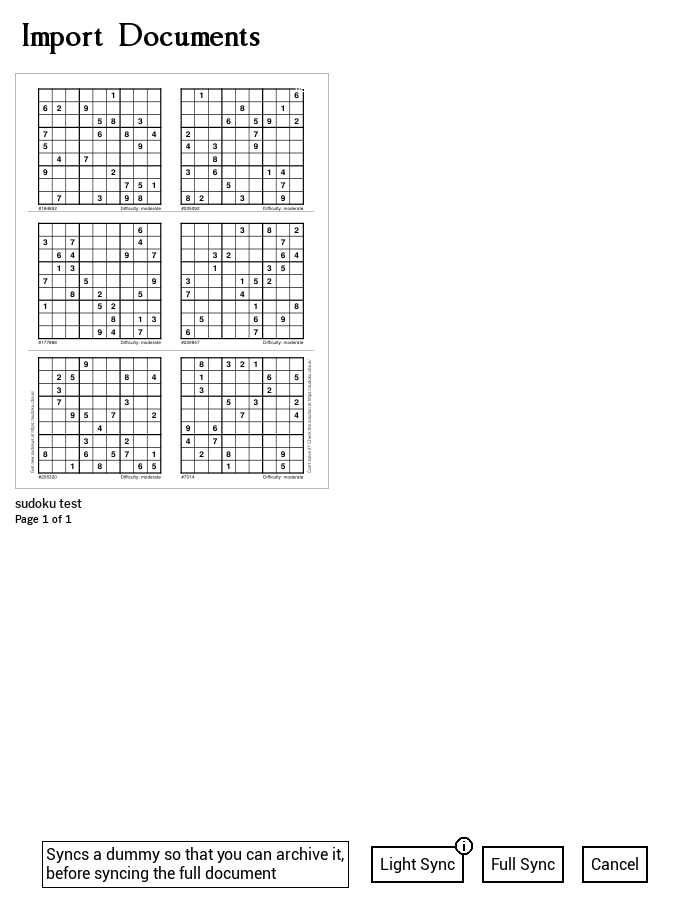 Import Documents
1
6 2 9
5 8 3
7 6 8 4
5 9
4 7
9 2
7 5 1
7 3 9 8
#184852 Difficulty: moderate
1 6
8 1
6 5 9 2
2 7
4 3 9
8
3 6 1 4
5 7
8 2 3 9
Difficulty: moderate
6
3 7 4
6 4 9 7
1 3
7 5 9
8 2 5
1 5 2
8 1 3
9 4 7
Difficulty: moderate
3 8 2
7
3 2 6 4
1 3 5
3 1 5 2
7 4
1 8
5 6 9
6 7
Difficulty: moderate
9
2 5 8 4
3
7 3
9 5 7 2
4
3 2
8 6 5 7 1
1 8 6 5
Difficulty: moderate
8 3 2 1
1 6 5
3 2
5 3 2
7 4
9 6
4 7
2 8 9
1 5
#7014 Difficulty: moderate
sudoku test
Page 1 of 1
Syncs a dummy so that you can archive it,
before syncing the full document
Light Sync
i
Full Sync
Cancel